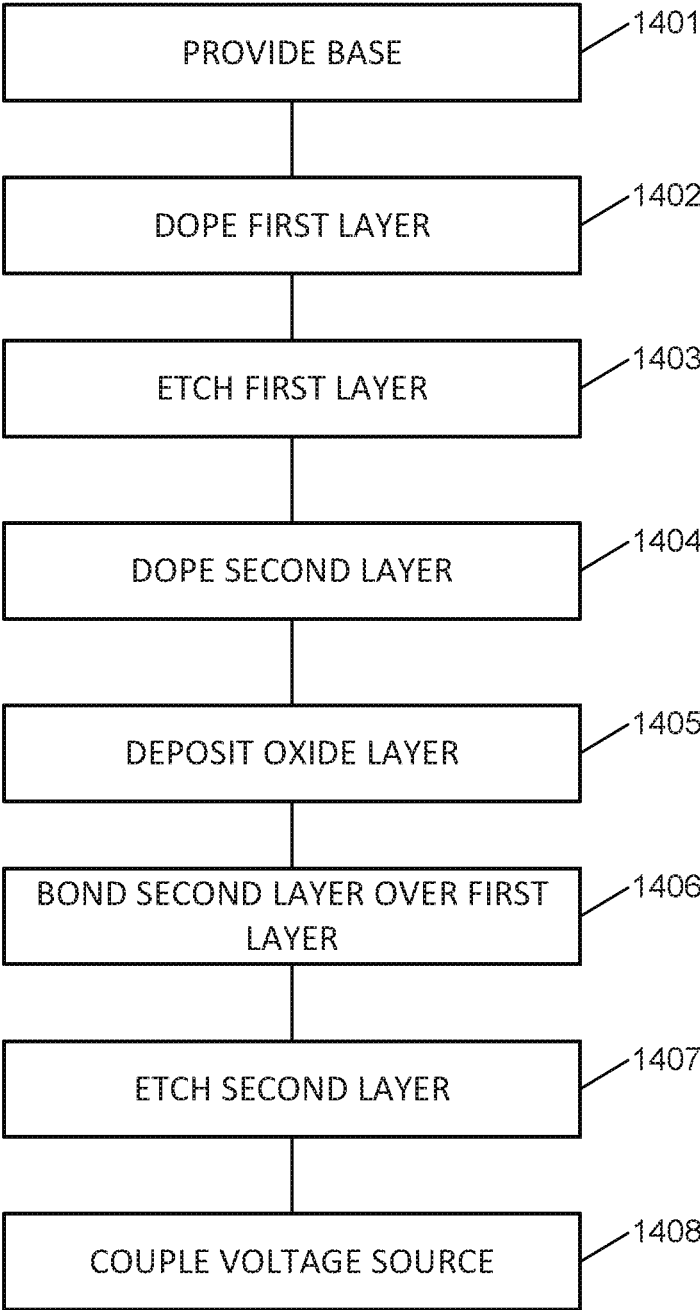 PROVIDE BASE
1401
DOPE FIRST LAYER
1402
ETCH FIRST LAYER
1403
DOPE SECOND LAYER
1404
DEPOSIT OXIDE LAYER
1405
BOND SECOND LAYER OVER FIRST
LAYER
1406
ETCH SECOND LAYER
1407
COUPLE VOLTAGE SOURCE
1408